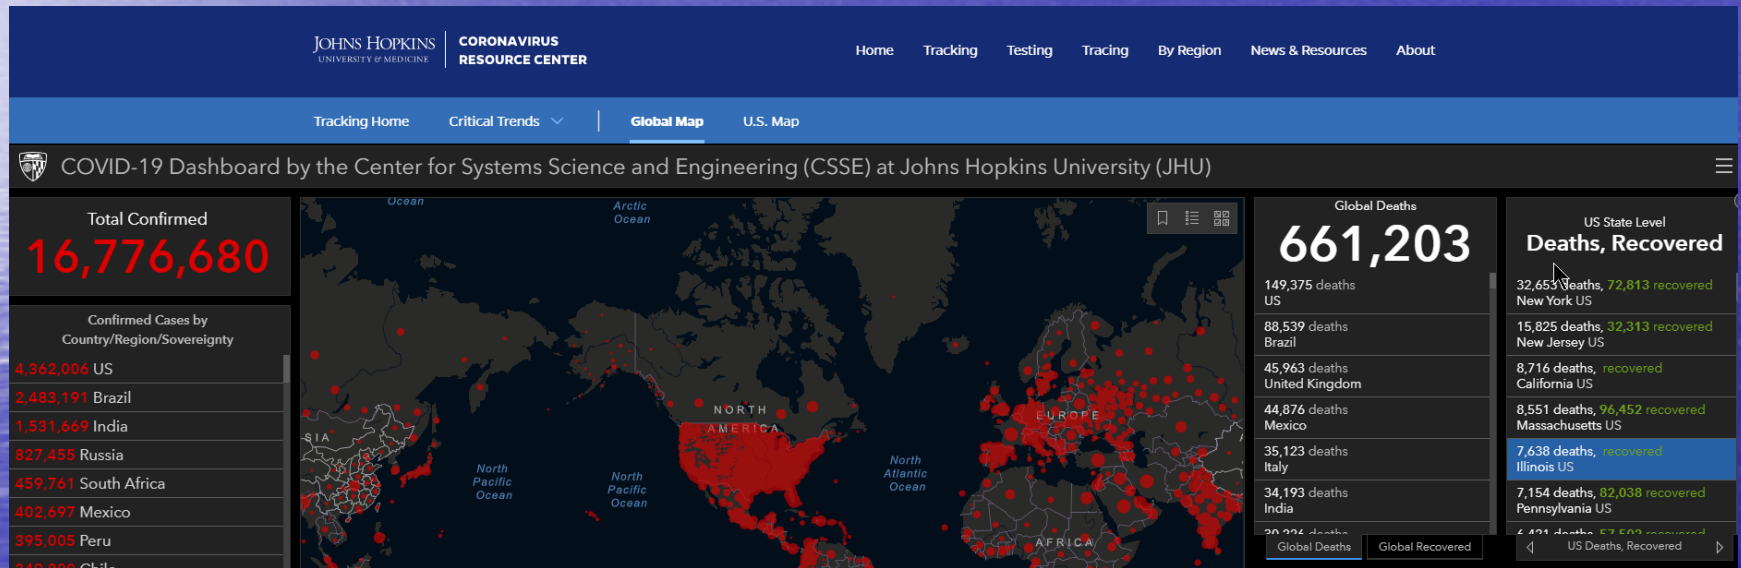 JOHNS HOPKINS
UNIVERSITY & MEDICINE
CORONAVIRUS
RESOURCE CENTER
Home Tracking Testing Tracing By Region News & Resources About
Tracking Home Critical Trends Global Map U.S. Map
COVID-19 Dashboard by the Center for Systems Science and Engineering (CSSE) at Johns Hopkins University (JHU)
Total Confirmed
16,776,680
Confirmed Cases by
Country/Region/Sovereignty
4,362,006 US
2,483,191 Brazil
1,531,669 India
827,455 Russia
459,761 South Africa
402,697 Mexico
395,005 Peru
Chile
Ocean
Arctic
Ocean
NORTH
AMERICA
EUROPE
SIA
North
Pacific
Ocean
North
Pacific
Ocean
North
Atlantic
Ocean
AFRICA
Global Deaths
661,203
149,375 deaths
US
88,539 deaths
Brazil
45,963 deaths
United Kingdom
44,876 deaths
Mexico
35,123 deaths
Italy
34,193 deaths
India
deaths
Global Deaths Global Recovered
US State Level
Deaths, Recovered
32,653 deaths, 72,813 recovered
New York US
15,825 deaths, 32,313 recovered
New Jersey US
8,716 deaths, recovered
California US
8,551 deaths, 96,452 recovered
Massachusetts US
7,638 deaths, recovered
Illinois US
7,154 deaths, 82,038 recovered
Pennsylvania US
deaths, recovered
US Deaths, Recovered